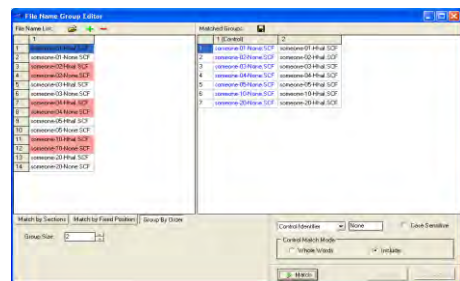 File Name Group Editor
File Name List:
Matched Groups:
1
1 someone-01-Hhal.SCF
2 someone-01-None.SCF
3 someone-02-Hhal.SCF
4 someone-02-None.SCF
5 someone-03-Hhal.SCF
6 someone-03-None.SCF
7 someone-04-Hhal.SCF
8 someone-04-None.SCF
9 someone-05-Hhal.SCF
10 someone-05-None.SCF
11 someone-10-Hhal.SCF
12 someone-10-None.SCF
13 someone-20-Hhal.SCF
14 someone-20-None.SCF
1 (Control) 2
1 someone-01-None.SCF someone-01-Hhal.SCF
2 someone-02-None.SCF someone-02-Hhal.SCF
3 someone-03-None.SCF someone-03-Hhal.SCF
4 someone-04-None.SCF someone-04-Hhal.SCF
5 someone-05-None.SCF someone-05-Hhal.SCF
6 someone-10-None.SCF someone-10-Hhal.SCF
7 someone-20-None.SCF someone-20-Hhal.SCF
Match by Sections Match by Fixed Position Group By Order
Group Size: 2
Control Identifier None Case Sensitive
Control Match Mode
Whole Words Include
Match